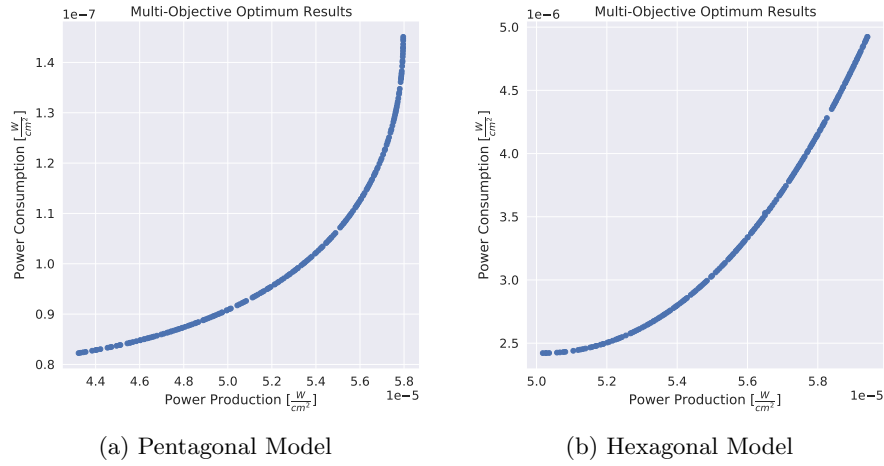 Multi-Objective Optimum Results
1e−7
1.4
1.3
1.2
1.1
1.0
0.9
0.8
Power Consumption [W/cm²]
4.4 4.6 4.8 5.0 5.2 5.4 5.6 5.8
1e−5
Power Production [W/cm²]
(a) Pentagonal Model
Multi-Objective Optimum Results
1e−6
5.0
4.5
4.0
3.5
3.0
2.5
Power Consumption [W/cm²]
5.0 5.2 5.4 5.6 5.8
1e−5
Power Production [W/cm²]
(b) Hexagonal Model